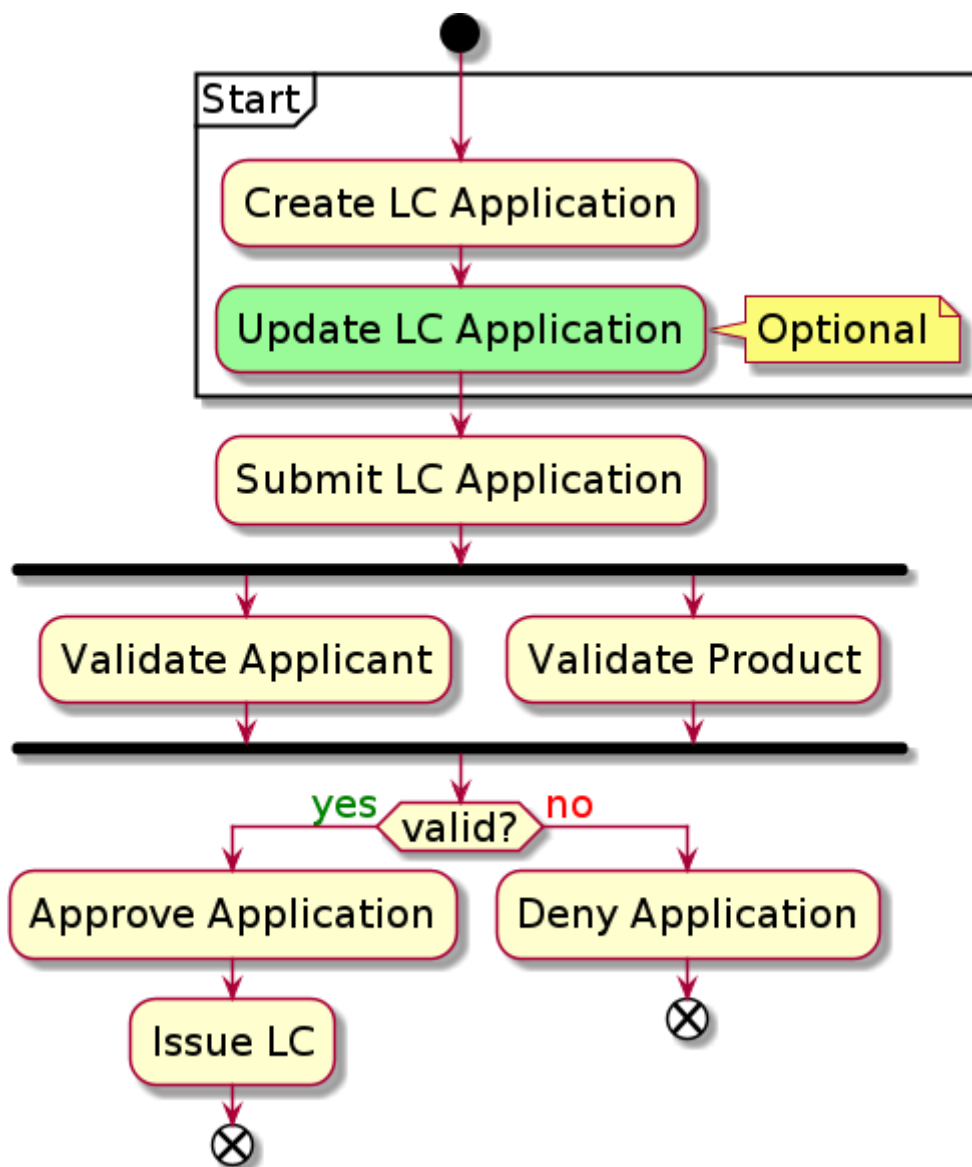 Start
Create LC Application
Update LC Application
Optional
Submit LC Application
Validate Applicant
Validate Product
yes
valid?
no
Approve Application
Deny Application
Issue LC